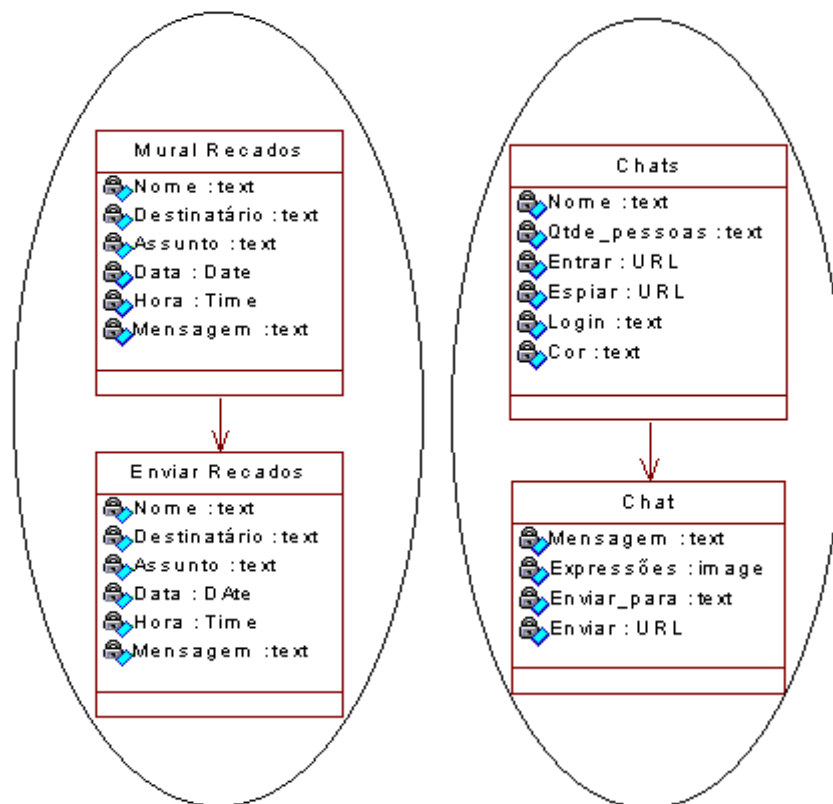 Mural Recados
Nome : text
Destinatário : text
Assunto : text
Data : Date
Hora : Time
Mensagem : text
Enviar Recados
Nome : text
Destinatário : text
Assunto : text
Data : DAte
Hora : Time
Mensagem : text
Chats
Nome : text
Qtde_pessoas : text
Entrar : URL
Espiar : URL
Login : text
Cor : text
Chat
Mensagem : text
Expressões : image
Enviar_para : text
Enviar : URL